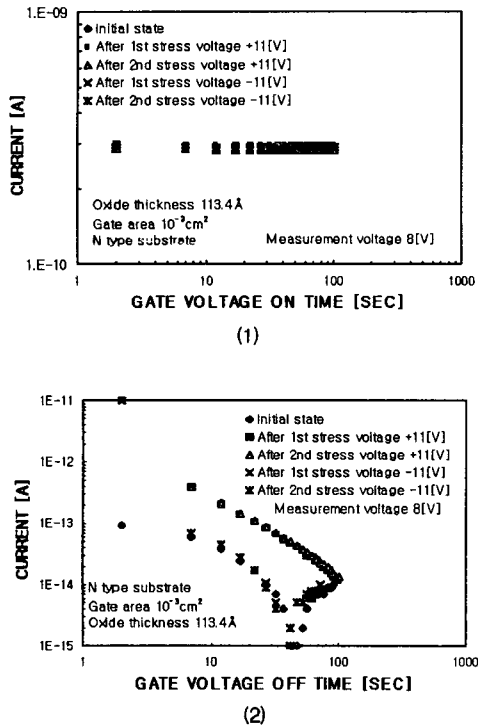 1.E-09
Initial state
After 1st stress voltage +11[V]
After 2nd stress voltage +11[V]
After 1st stress voltage -11[V]
After 2nd stress voltage -11[V]
CURRENT [A]
Oxide thickness 113.4Å
Gate area 10⁻³cm²
N type substrate
Measurement voltage 8[V]
1.E-10
1 10 100 1000
GATE VOLTAGE ON TIME [SEC]
(1)
1E-11
Initial state
After 1st stress voltage +11[V]
After 2nd stress voltage +11[V]
After 1st stress voltage -11[V]
After 2nd stress voltage -11[V]
Measurement voltage 8[V]
1E-12
1E-13
1E-14
1E-15
CURRENT [A]
N type substrate
Gate area 10⁻³cm²
Oxide thickness 113.4Å
1 10 100 1000
GATE VOLTAGE OFF TIME [SEC]
(2)